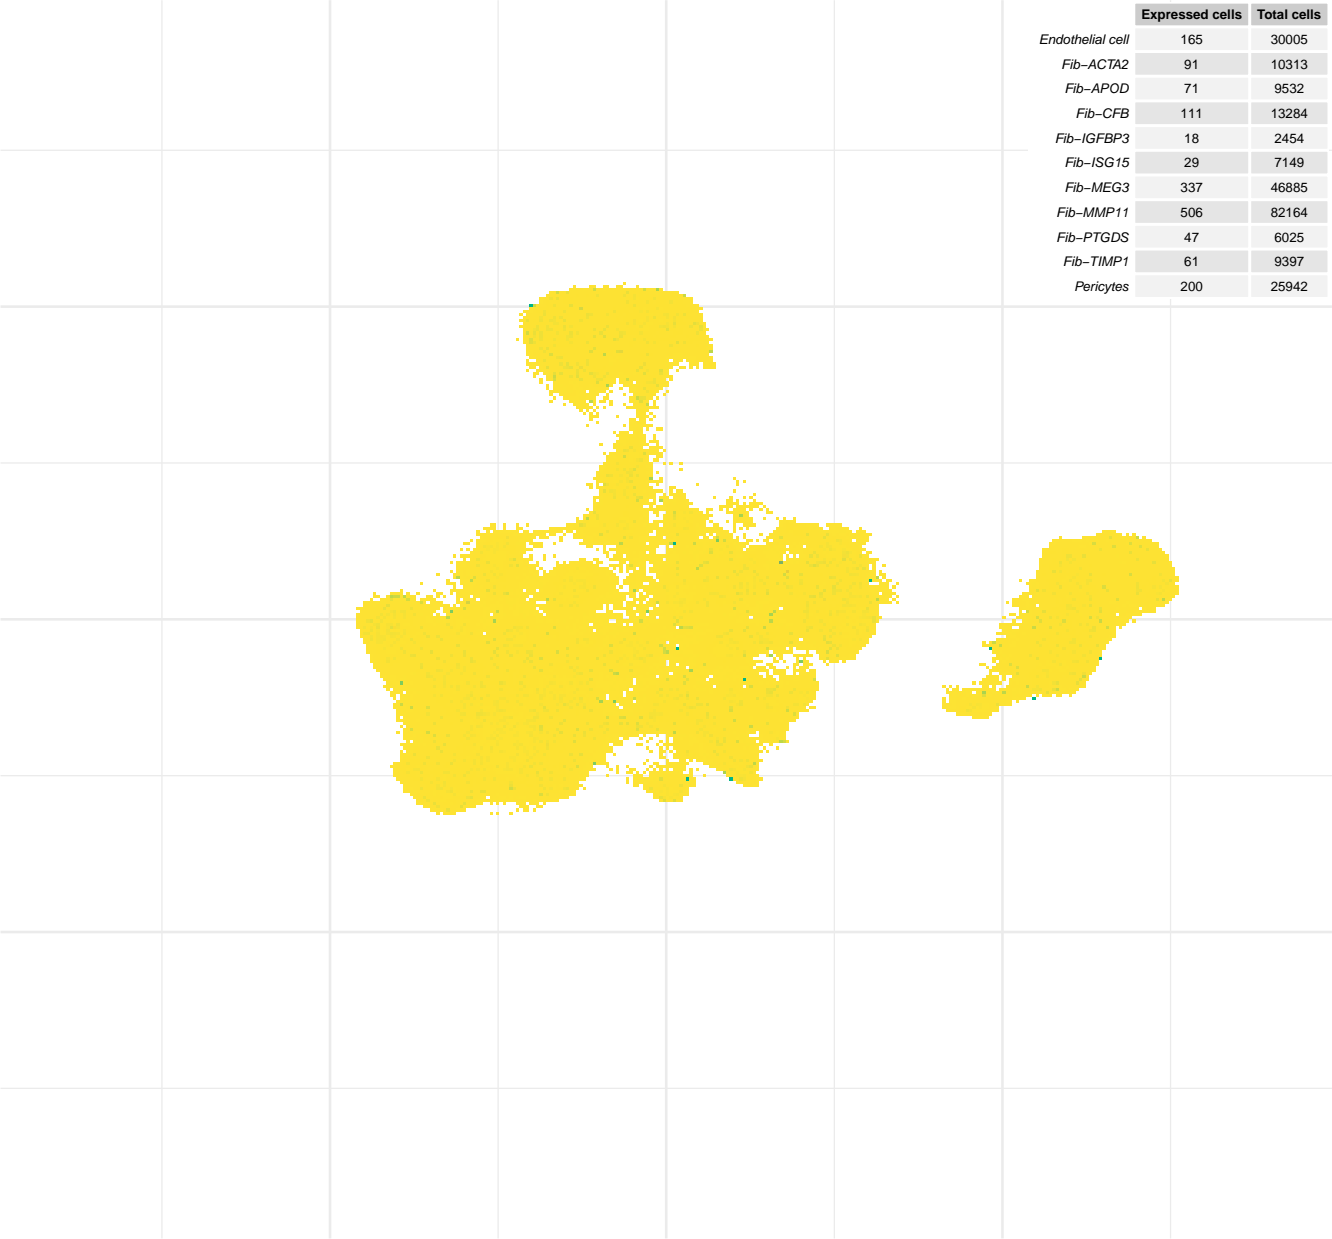 Expressed cells Total cells
Endothelial cell 165 30005
Fib−ACTA2 91 10313
Fib−APOD 71 9532
Fib−CFB 111 13284
Fib−IGFBP3 18 2454
Fib−ISG15 29 7149
Fib−MEG3 337 46885
Fib−MMP11 506 82164
Fib−PTGDS 47 6025
Fib−TIMP1 61 9397
Pericytes 200 25942